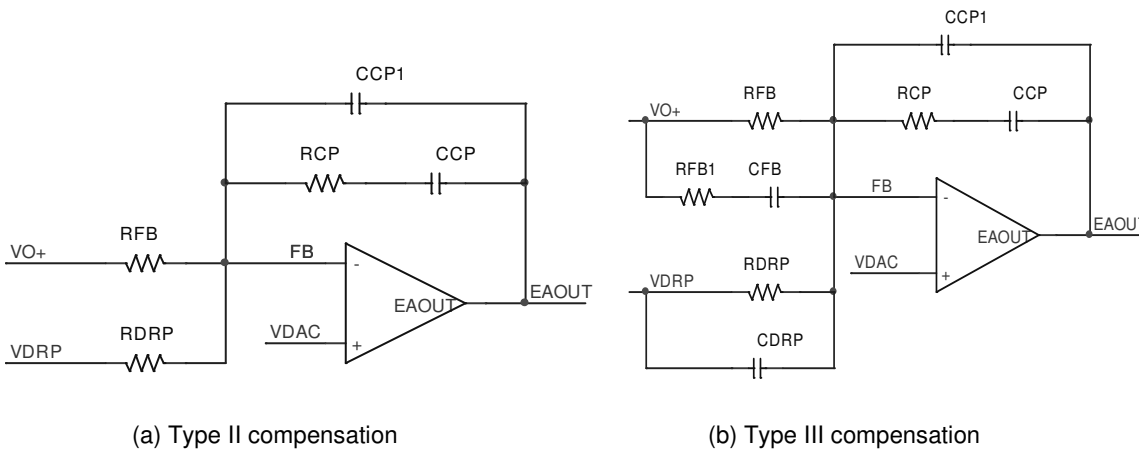 CCP1
RCP
CCP
RFB
VO+
FB
-
EAOUT
EAOUT
RDRP
VDRP
VDAC
+
(a) Type II compensation
CCP1
RFB
RCP
CCP
VO+
RFB1
CFB
FB
-
EAOUT
EAOUT
VDAC
+
RDRP
VDRP
CDRP
(b) Type III compensation